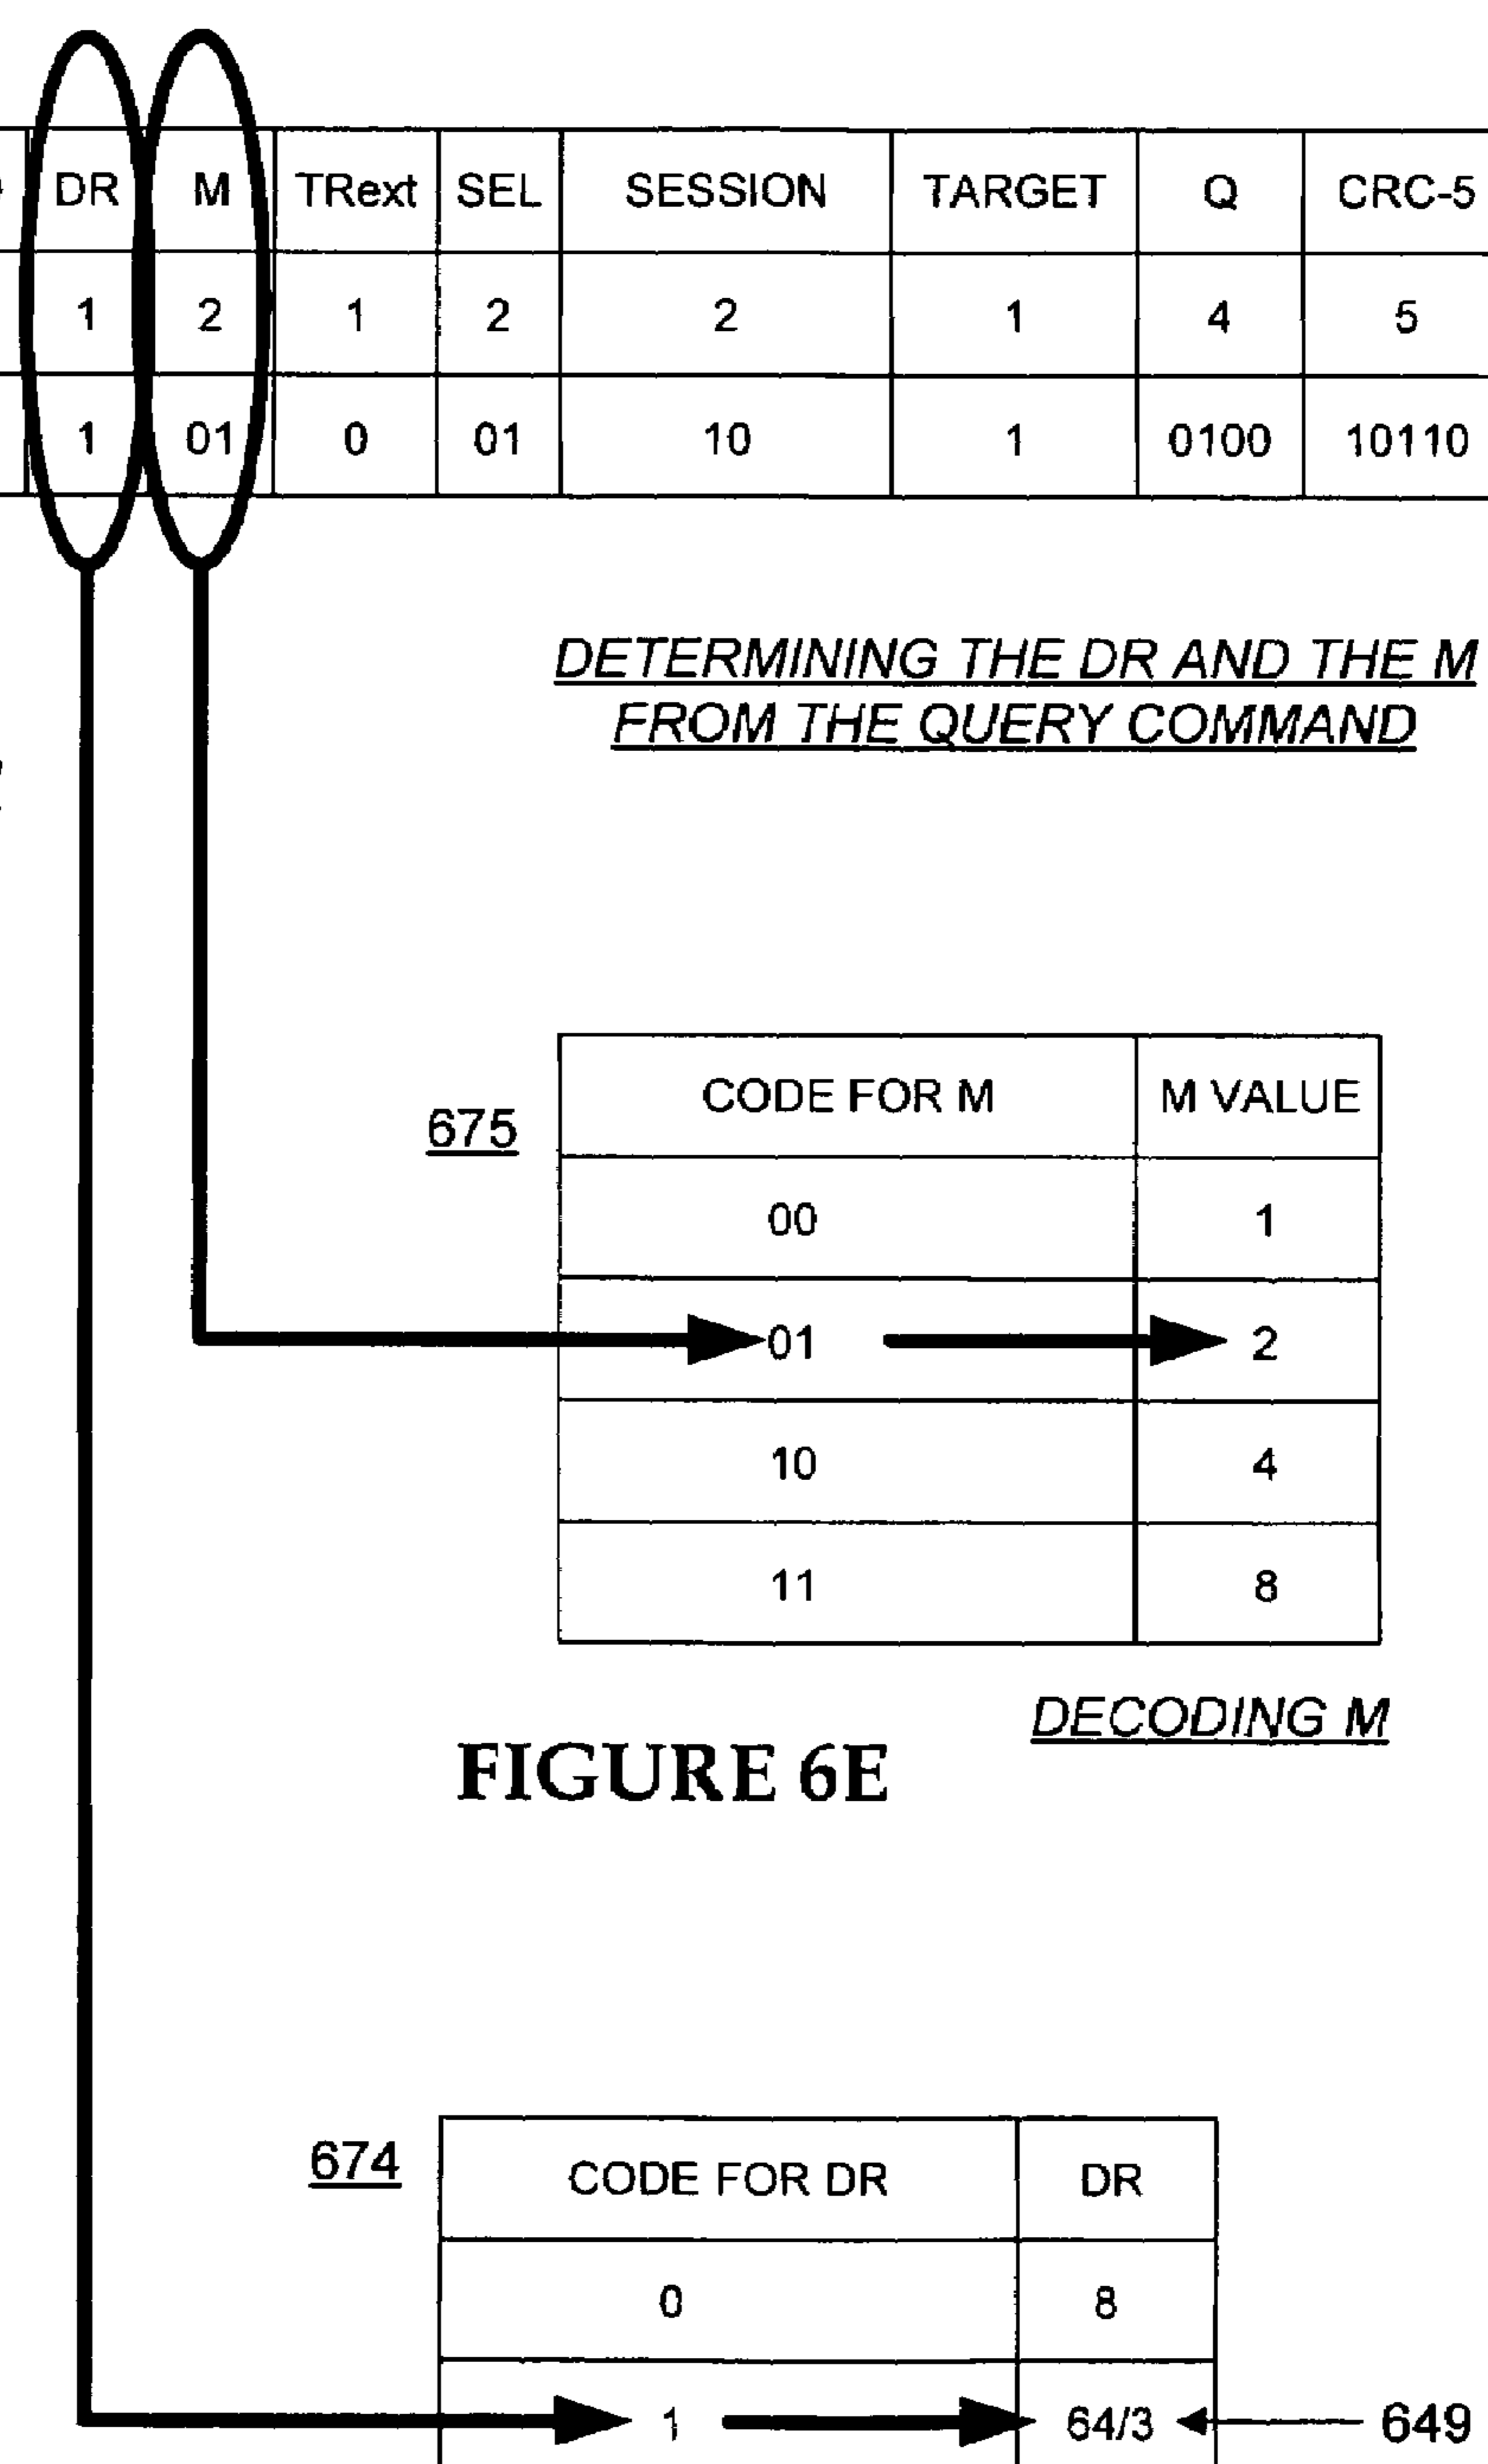 DR M TRext SEL SESSION TARGET Q CRC-5
1 2 1 2 2 1 4 5
1 01 0 01 10 1 0100 10110
DETERMINING THE DR AND THE M
FROM THE QUERY COMMAND
675
CODE FOR M M VALUE
00 1
01 2
10 4
11 8
DECODING M
FIGURE 6E
674
CODE FOR DR DR
0 8
1 64/3 649